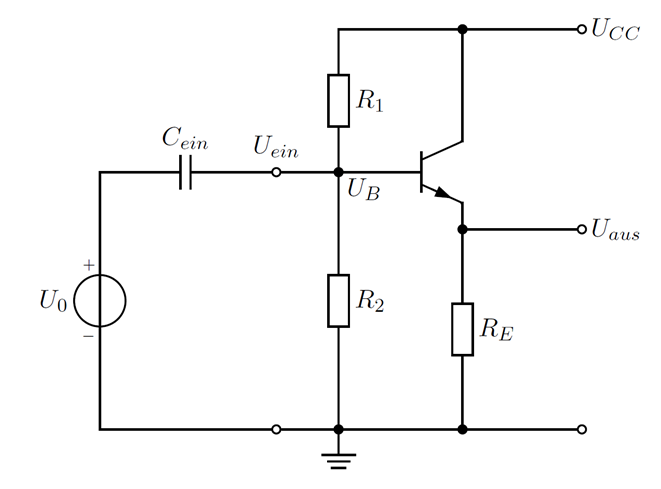 U_CC
R_1
C_ein
U_ein
U_B
U_aus
+
U_0
−
R_2
R_E